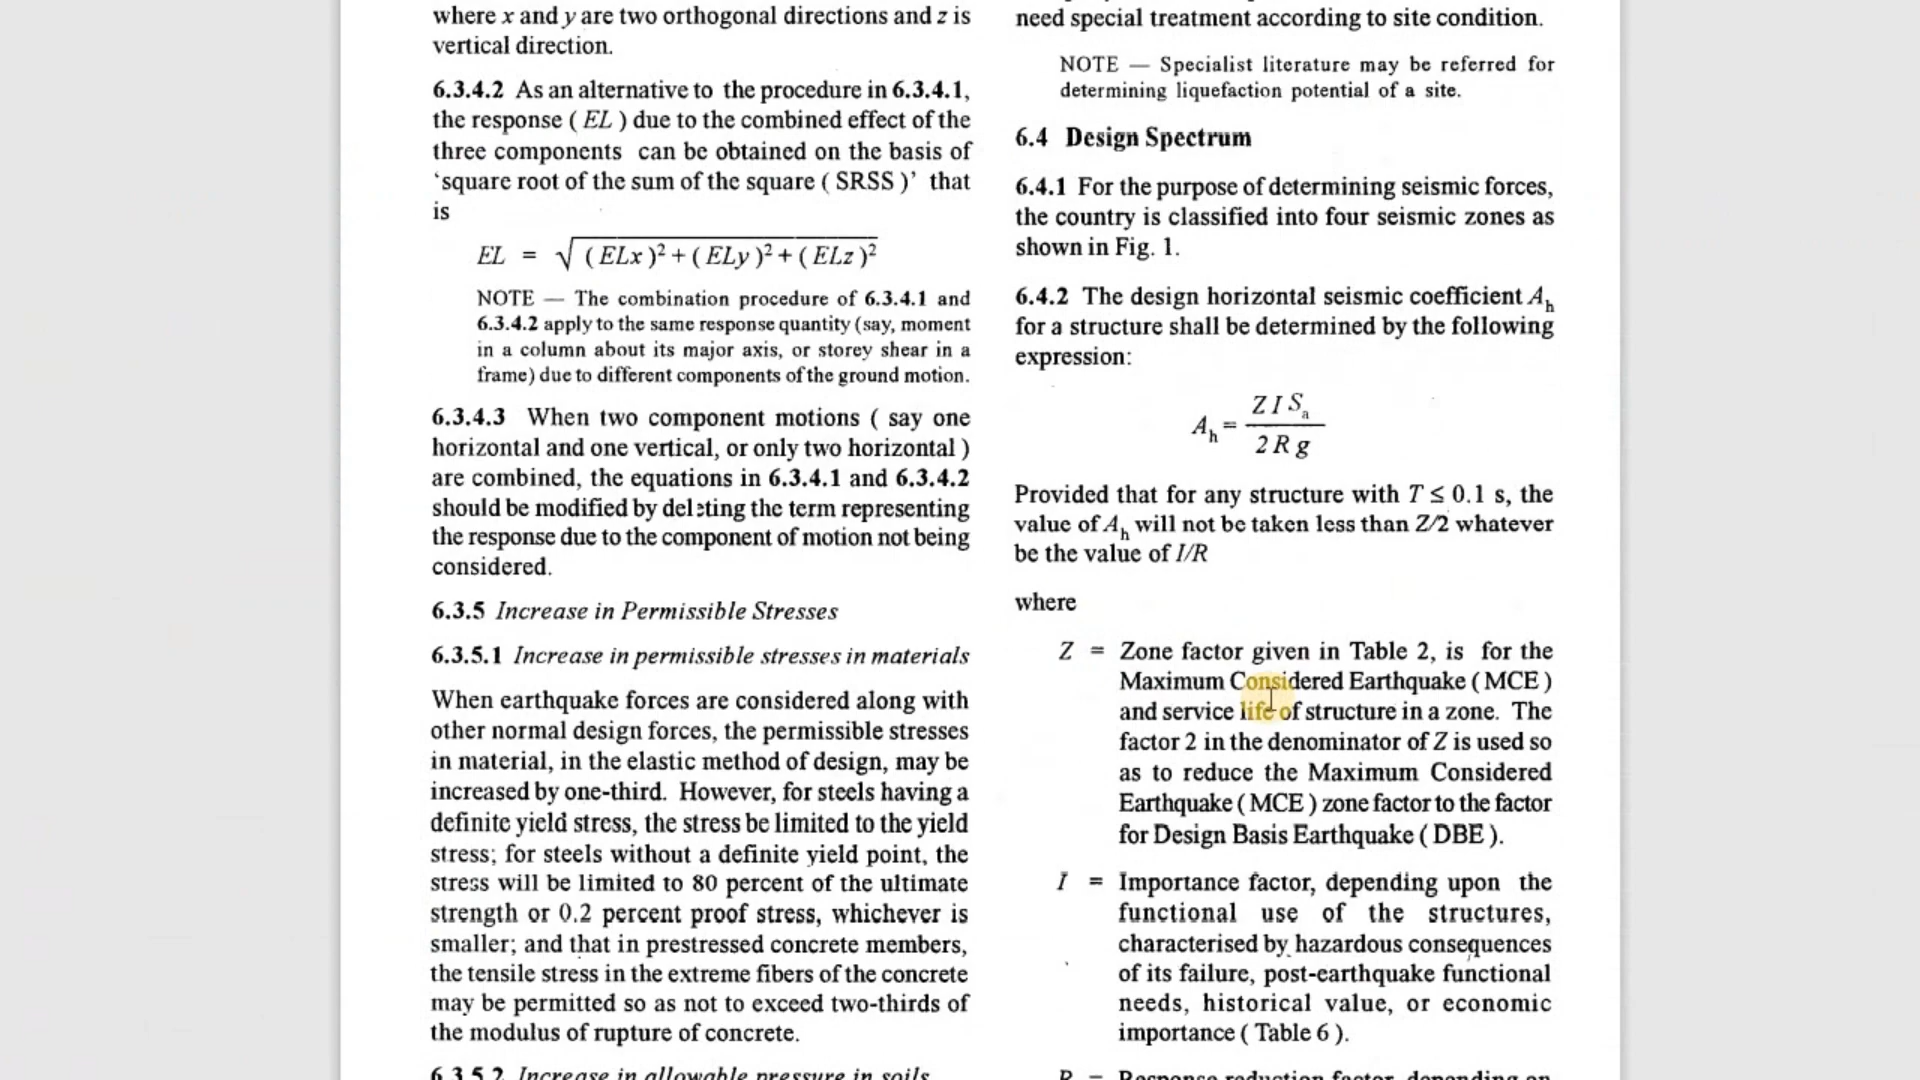 where x and y are two orthogonal directions and z is
vertical direction.
6.3.4.2 As an alternative to the procedure in 6.3.4.1,
the response ( EL ) due to the combined effect of the
three components can be obtained on the basis of
‘square root of the sum of the square ( SRSS )’ that
is
EL = √( ELx )² + ( ELy )² + ( ELz )²
NOTE — The combination procedure of 6.3.4.1 and
6.3.4.2 apply to the same response quantity (say, moment
in a column about its major axis, or storey shear in a
frame) due to different components of the ground motion.
6.3.4.3 When two component motions ( say one
horizontal and one vertical, or only two horizontal )
are combined, the equations in 6.3.4.1 and 6.3.4.2
should be modified by deleting the term representing
the response due to the component of motion not being
considered.
6.3.5 Increase in Permissible Stresses
6.3.5.1 Increase in permissible stresses in materials
When earthquake forces are considered along with
other normal design forces, the permissible stresses
in material, in the elastic method of design, may be
increased by one-third. However, for steels having a
definite yield stress, the stress be limited to the yield
stress; for steels without a definite yield point, the
stress will be limited to 80 percent of the ultimate
strength or 0.2 percent proof stress, whichever is
smaller; and that in prestressed concrete members,
the tensile stress in the extreme fibers of the concrete
may be permitted so as not to exceed two-thirds of
the modulus of rupture of concrete.
6.3.5.2 Increase in allowable pressure in soils
need special treatment according to site condition.
NOTE — Specialist literature may be referred for
determining liquefaction potential of a site.
6.4 Design Spectrum
6.4.1 For the purpose of determining seismic forces,
the country is classified into four seismic zones as
shown in Fig. 1.
6.4.2 The design horizontal seismic coefficient Ah
for a structure shall be determined by the following
expression:
Z I Sa
Ah =
2 R g
Provided that for any structure with T ≤ 0.1 s, the
value of Ah will not be taken less than Z/2 whatever
be the value of I/R
where
Z = Zone factor given in Table 2, is for the
Maximum Considered Earthquake ( MCE )
and service life of structure in a zone. The
factor 2 in the denominator of Z is used so
as to reduce the Maximum Considered
Earthquake ( MCE ) zone factor to the factor
for Design Basis Earthquake ( DBE ).
I = Importance factor, depending upon the
functional use of the structures,
characterised by hazardous consequences
of its failure, post-earthquake functional
needs, historical value, or economic
importance ( Table 6 ).
R = Response reduction factor, depending on